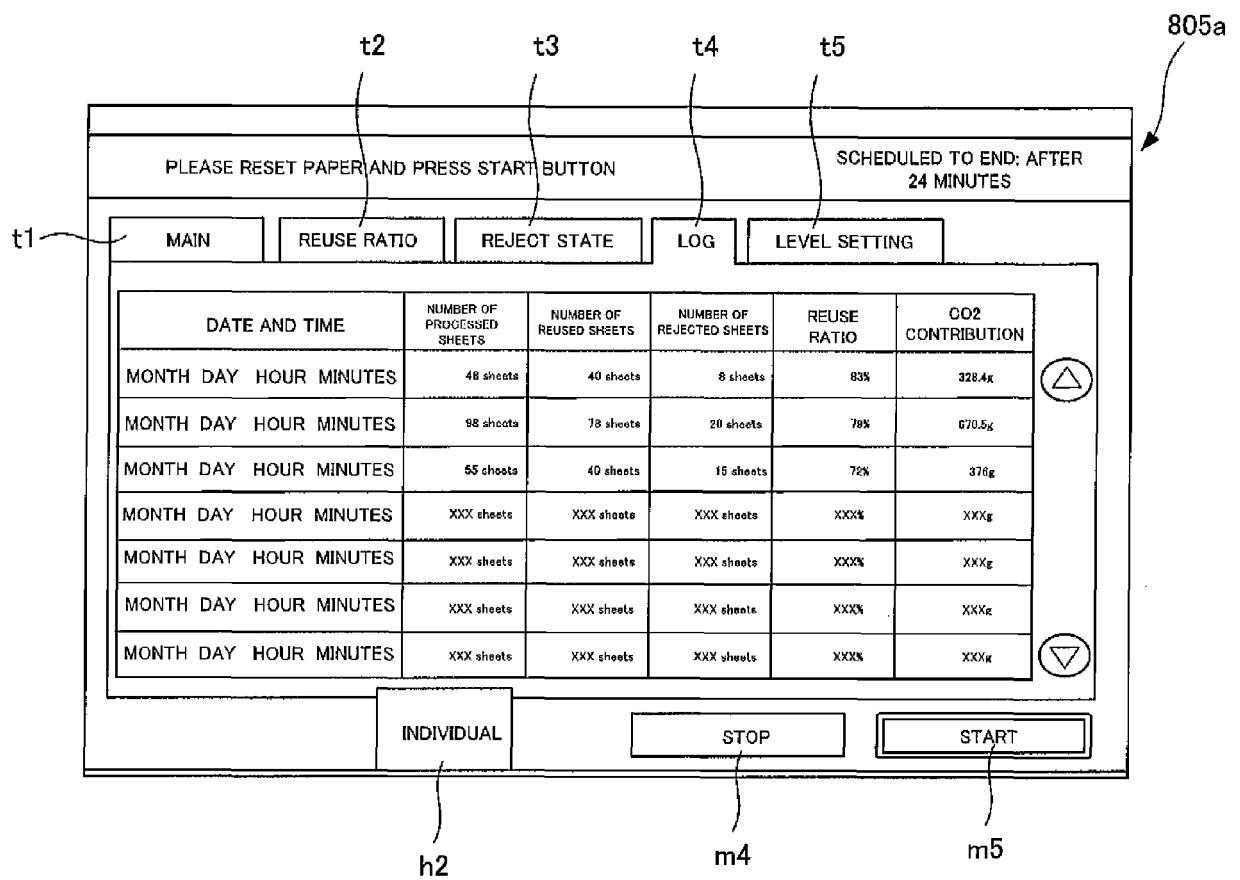 805a
t2 t3 t4 t5
PLEASE RESET PAPER AND PRESS START BUTTON
SCHEDULED TO END: AFTER
24 MINUTES
t1
MAIN REUSE RATIO REJECT STATE LOG LEVEL SETTING
DATE AND TIME
NUMBER OF
PROCESSED
SHEETS
NUMBER OF
REUSED SHEETS
NUMBER OF
REJECTED SHEETS
REUSE
RATIO
CO2
CONTRIBUTION
MONTH DAY HOUR MINUTES 48 sheets 40 sheets 8 sheets 83% 328.4g
MONTH DAY HOUR MINUTES 98 sheets 78 sheets 20 sheets 78% 670.5g
MONTH DAY HOUR MINUTES 55 sheets 40 sheets 15 sheets 72% 376g
MONTH DAY HOUR MINUTES XXX sheets XXX sheets XXX sheets XXX% XXXg
MONTH DAY HOUR MINUTES XXX sheets XXX sheets XXX sheets XXX% XXXg
MONTH DAY HOUR MINUTES XXX sheets XXX sheets XXX sheets XXX% XXXg
MONTH DAY HOUR MINUTES XXX sheets XXX sheets XXX sheets XXX% XXXg
INDIVIDUAL STOP START
h2 m4 m5